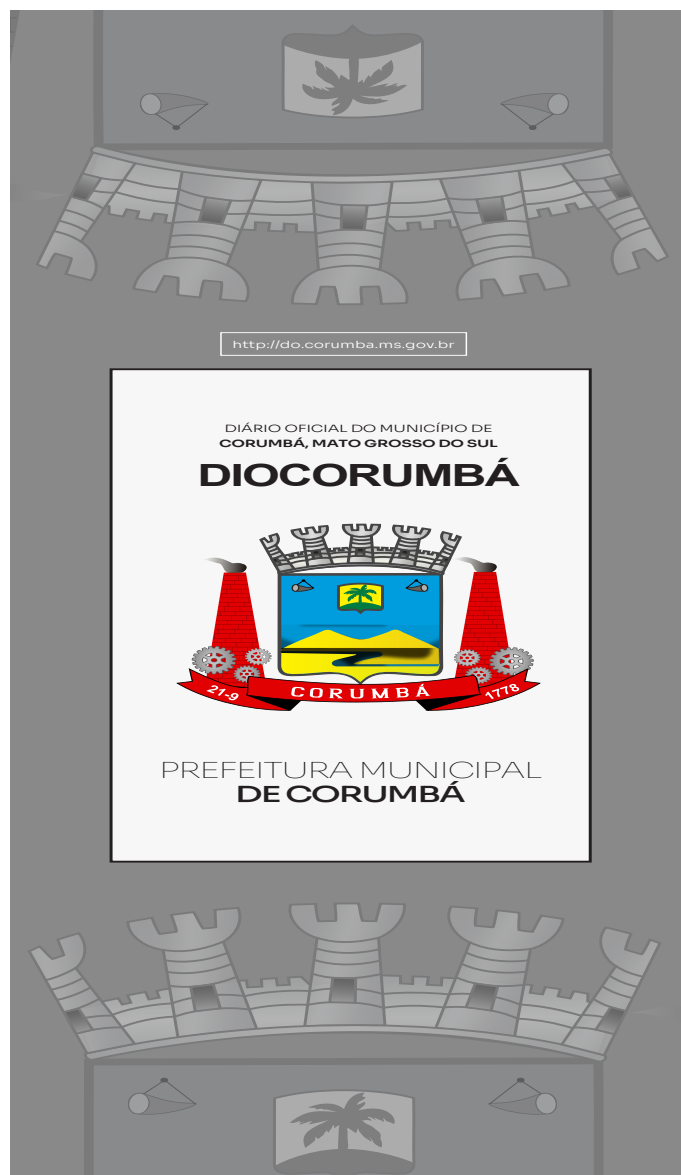 http://do.corumba.ms.gov.br
DIÁRIO OFICIAL DO MUNICÍPIO DE
CORUMBÁ, MATO GROSSO DO SUL
DIOCORUMBÁ
21-9 CORUMBÁ 1778
PREFEITURA MUNICIPAL
DE CORUMBÁ